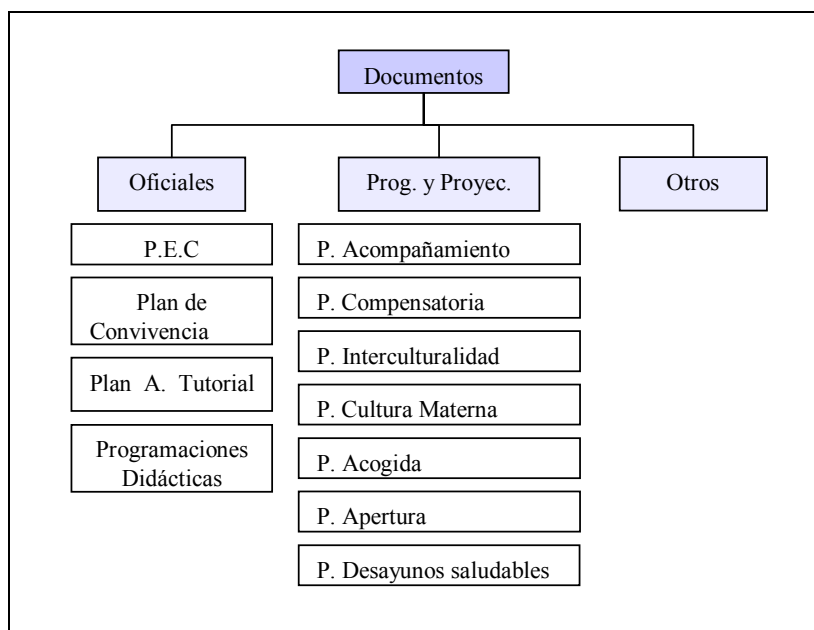 Documentos
Oficiales
Prog. y Proyec.
Otros
P.E.C
Plan de
Convivencia
Plan A. Tutorial
Programaciones
Didácticas
P. Acompañamiento
P. Compensatoria
P. Interculturalidad
P. Cultura Materna
P. Acogida
P. Apertura
P. Desayunos saludables